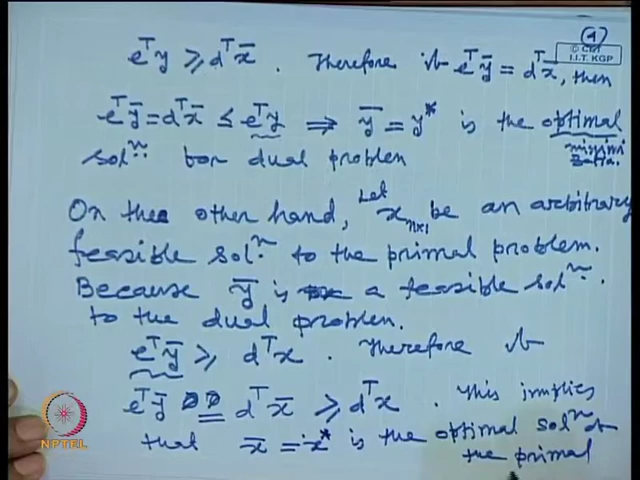 4
© CET
I.I.T. KGP
eᵀy ≥ dᵀx̄ . Therefore if eᵀȳ = dᵀx̄, then
eᵀȳ = dᵀx̄ ≤ eᵀy ⇒ ȳ = y* is the optimal
minimization.
solⁿ. for dual problem
On the other hand, Let xₙₓ₁ be an arbitrary
feasible solⁿ. to the primal problem.
Because ȳ is a feasible solⁿ.
to the dual problem.
eᵀȳ ≥ dᵀx . Therefore if
eᵀȳ = dᵀx̄ ≥ dᵀx . This implies
that x̄ = x* is the optimal solⁿ of
the primal
NPTEL